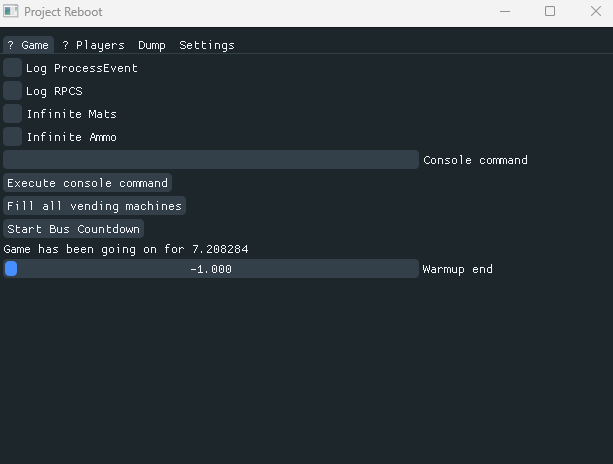 Project Reboot
? Game ? Players Dump Settings
Log ProcessEvent
Log RPCS
Infinite Mats
Infinite Ammo
Console command
Execute console command
Fill all vending machines
Start Bus Countdown
Game has been going on for 7.208284
-1.000 Warmup end